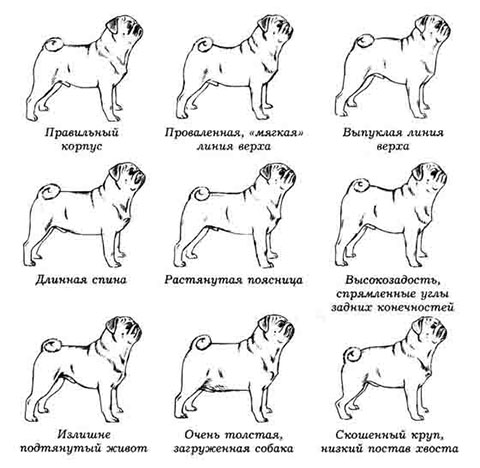 Правильный
корпус
Проваленная, «мягкая»
линия верха
Выпуклая линия
верха
Длинная спина
Растянутая поясница
Высокозадость,
спрямленные углы
задних конечностей
Излишне
подтянутый живот
Очень толстая,
загруженная собака
Скошенный круп,
низкий постав хвоста